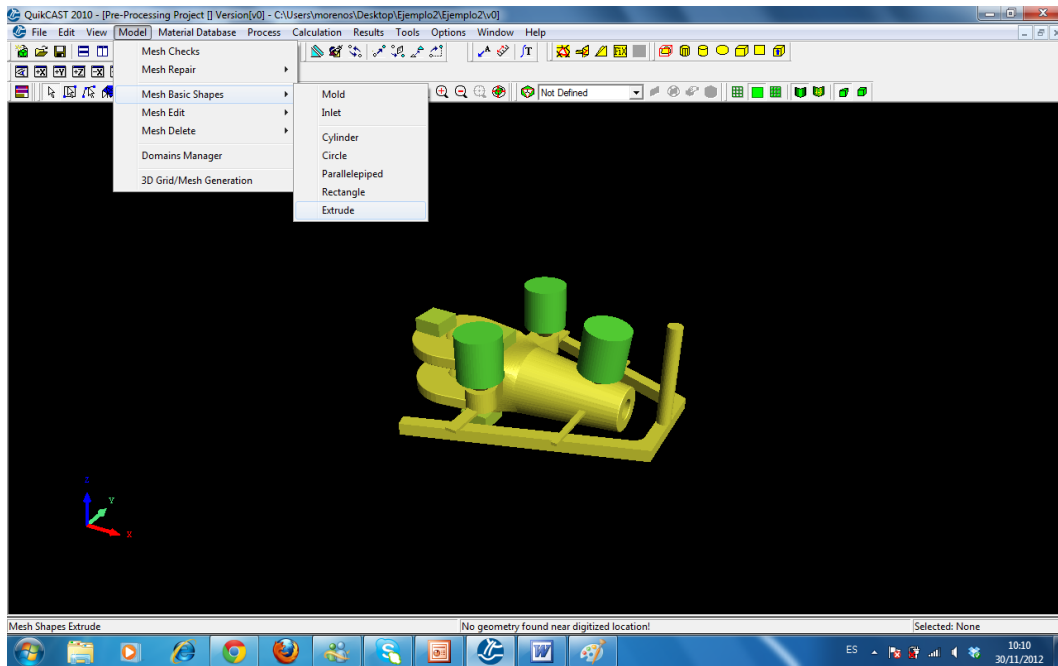 QuikCAST 2010 - [Pre-Processing Project [] Version[v0] - C:\Users\morenos\Desktop\Ejemplo2\Ejemplo2\v0]
File Edit View Model Material Database Process Calculation Results Tools Options Window Help
Mesh Checks
Mesh Repair
Mesh Basic Shapes
Mesh Edit
Mesh Delete
Domains Manager
3D Grid/Mesh Generation
Mold
Inlet
Cylinder
Circle
Parallelepiped
Rectangle
Extrude
Not Defined
Z
Y
X
Mesh Shapes Extrude
No geometry found near digitized location!
Selected: None
ES
10:10
30/11/2012